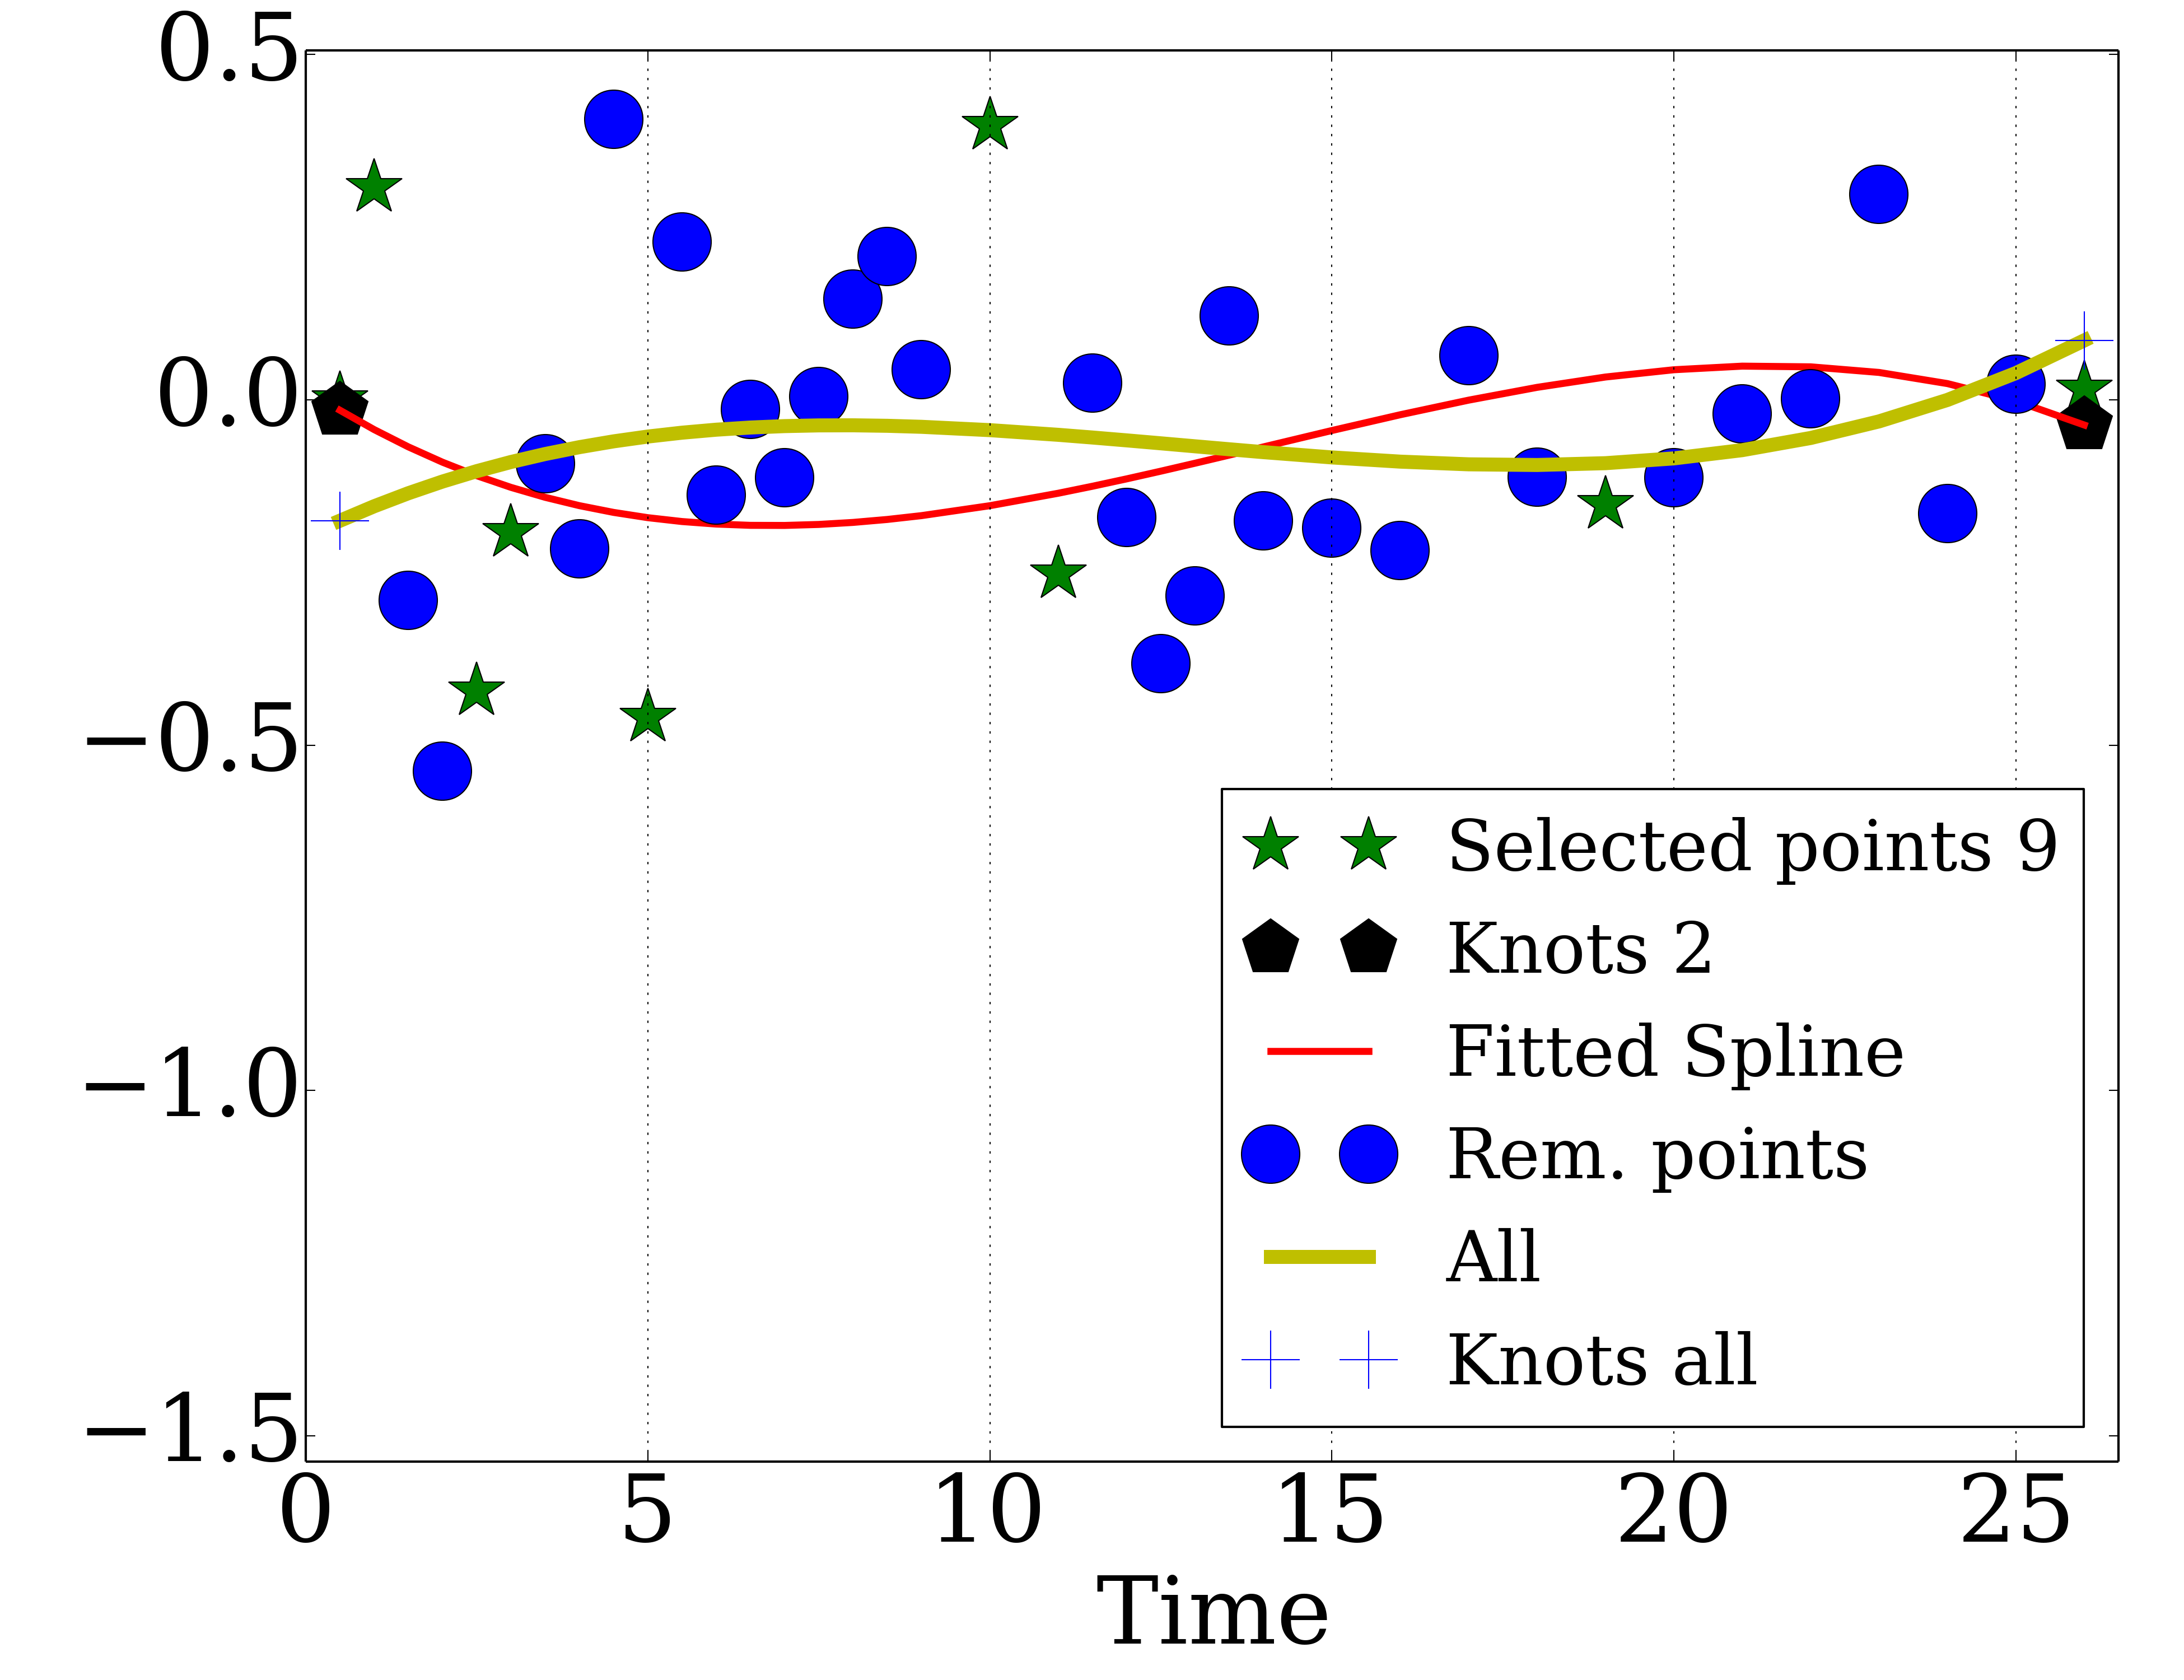 0.5
0.0
−0.5
−1.0
−1.5
0 5 10 15 20 25
Time
Selected points 9
Knots 2
Fitted Spline
Rem. points
All
Knots all